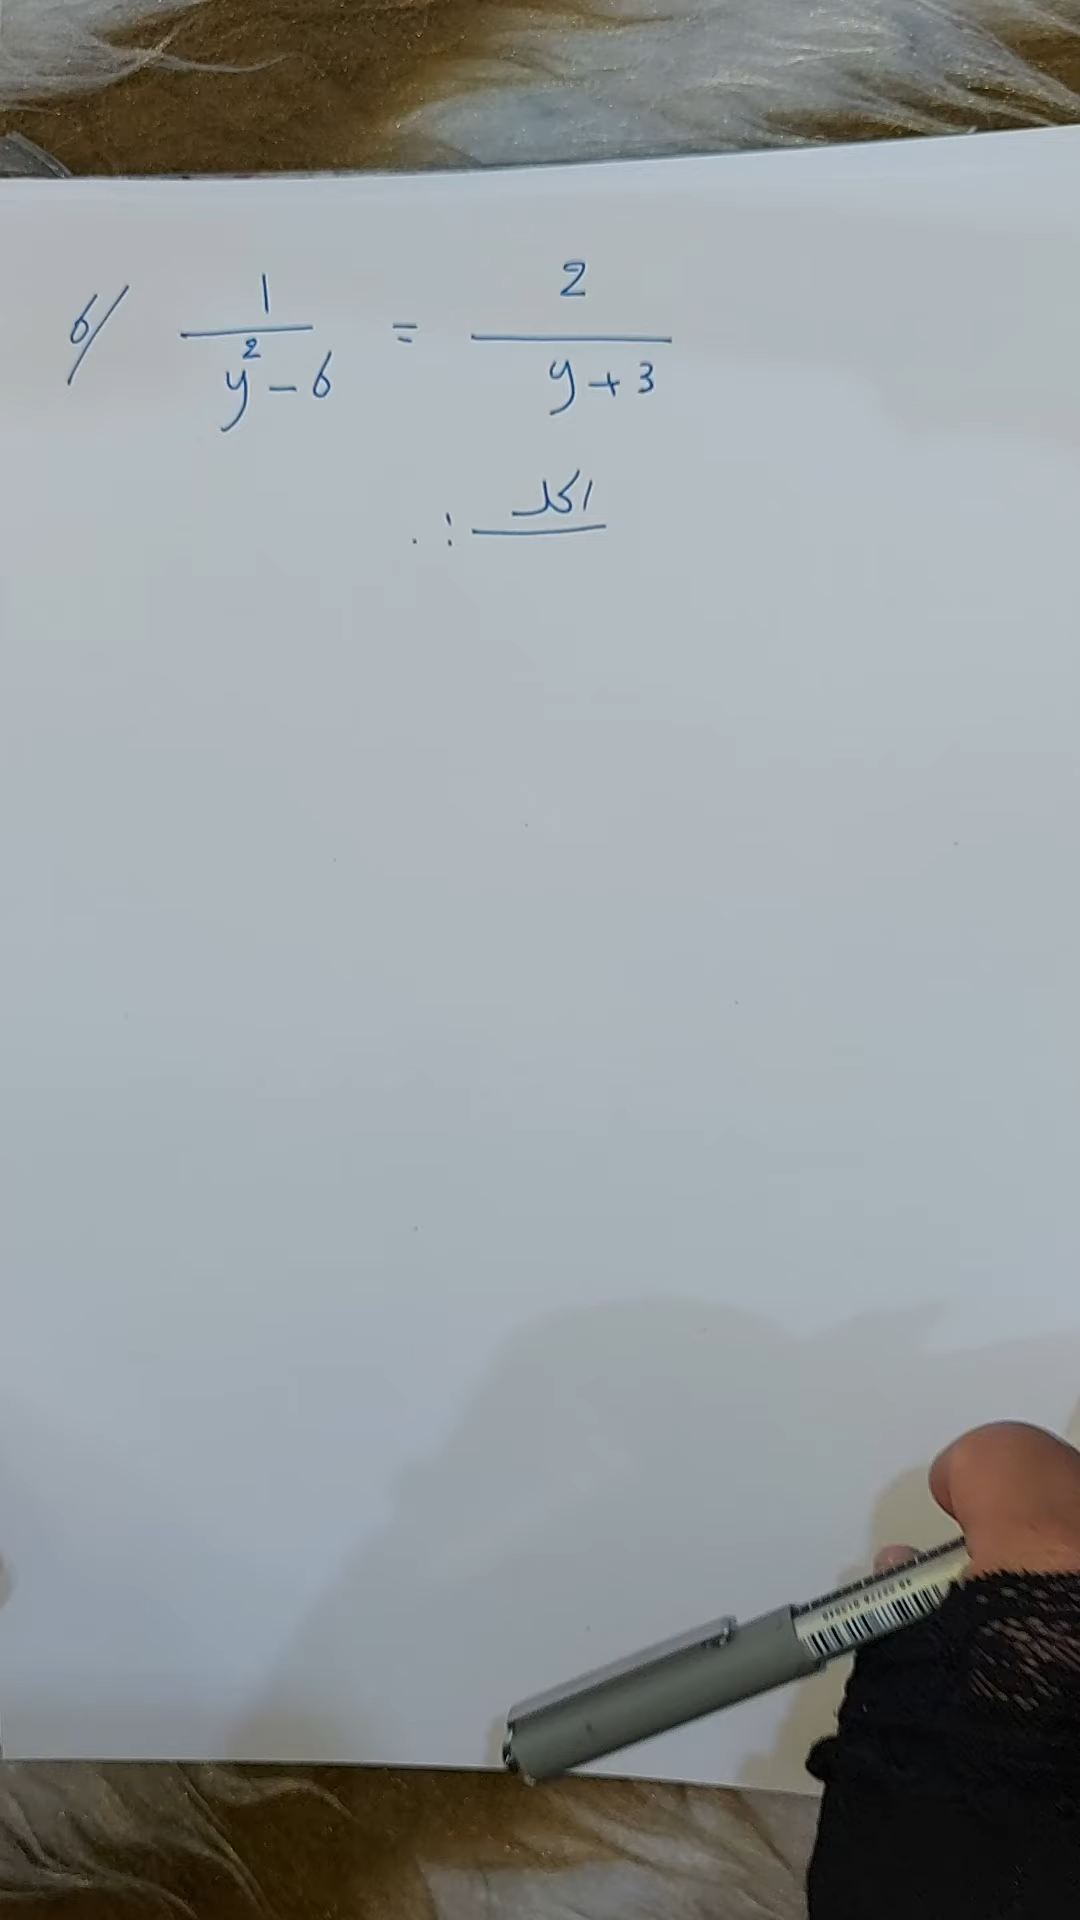 6/ 1/(y²-6) = 2/(y+3)
الحل :.